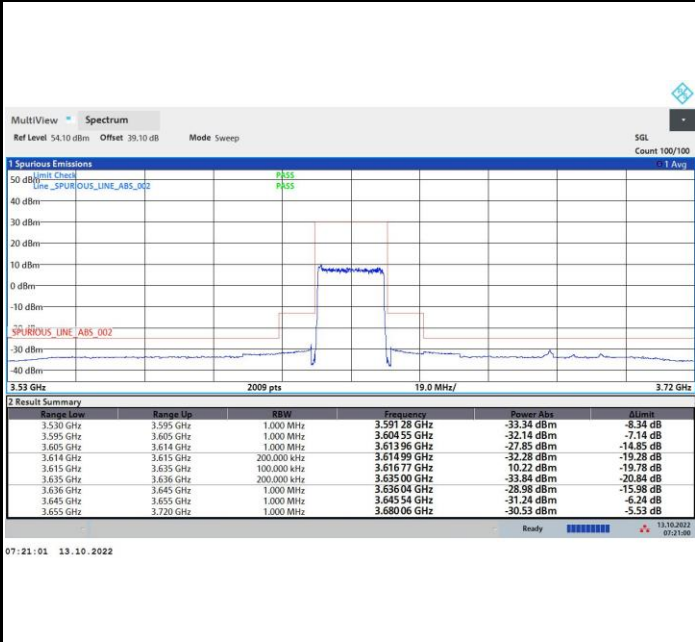 MultiView Spectrum
Ref Level 54.10 dBm Offset 39.10 dB Mode Sweep SGL
Count 100/100
1 Spurious Emissions 1 Avg
Limit Check PASS
50 dBm
Line _SPURIOUS_LINE_ABS_002 PASS
40 dBm
30 dBm
20 dBm
10 dBm
0 dBm
-10 dBm
_SPURIOUS_LINE_ABS_002
-30 dBm
-40 dBm
3.53 GHz 2009 pts 19.0 MHz/ 3.72 GHz
2 Result Summary
Range Low Range Up RBW Frequency Power Abs ΔLimit
3.530 GHz 3.595 GHz 1.000 MHz 3.591 28 GHz -33.34 dBm -8.34 dB
3.595 GHz 3.605 GHz 1.000 MHz 3.604 55 GHz -32.14 dBm -7.14 dB
3.605 GHz 3.614 GHz 1.000 MHz 3.613 96 GHz -27.85 dBm -14.85 dB
3.614 GHz 3.615 GHz 200.000 kHz 3.614 99 GHz -32.28 dBm -19.28 dB
3.615 GHz 3.635 GHz 100.000 kHz 3.616 77 GHz 10.22 dBm -19.78 dB
3.635 GHz 3.636 GHz 200.000 kHz 3.635 00 GHz -33.84 dBm -20.84 dB
3.636 GHz 3.645 GHz 1.000 MHz 3.636 04 GHz -28.98 dBm -15.98 dB
3.645 GHz 3.655 GHz 1.000 MHz 3.645 54 GHz -31.24 dBm -6.24 dB
3.655 GHz 3.720 GHz 1.000 MHz 3.680 06 GHz -30.53 dBm -5.53 dB
Ready 13.10.2022
07:21:00
07:21:01 13.10.2022